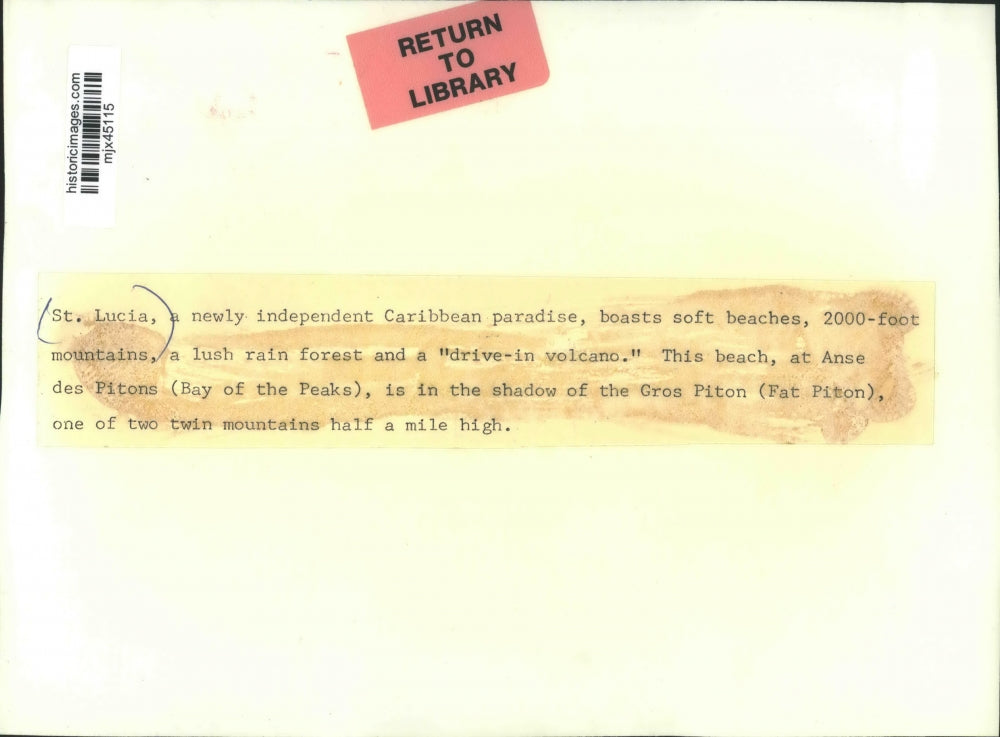 RETURN
TO
LIBRARY
historicimages.com
mjx45115
St. Lucia, a newly independent Caribbean paradise, boasts soft beaches, 2000-foot
mountains, a lush rain forest and a "drive-in volcano." This beach, at Anse
des Pitons (Bay of the Peaks), is in the shadow of the Gros Piton (Fat Piton),
one of two twin mountains half a mile high.